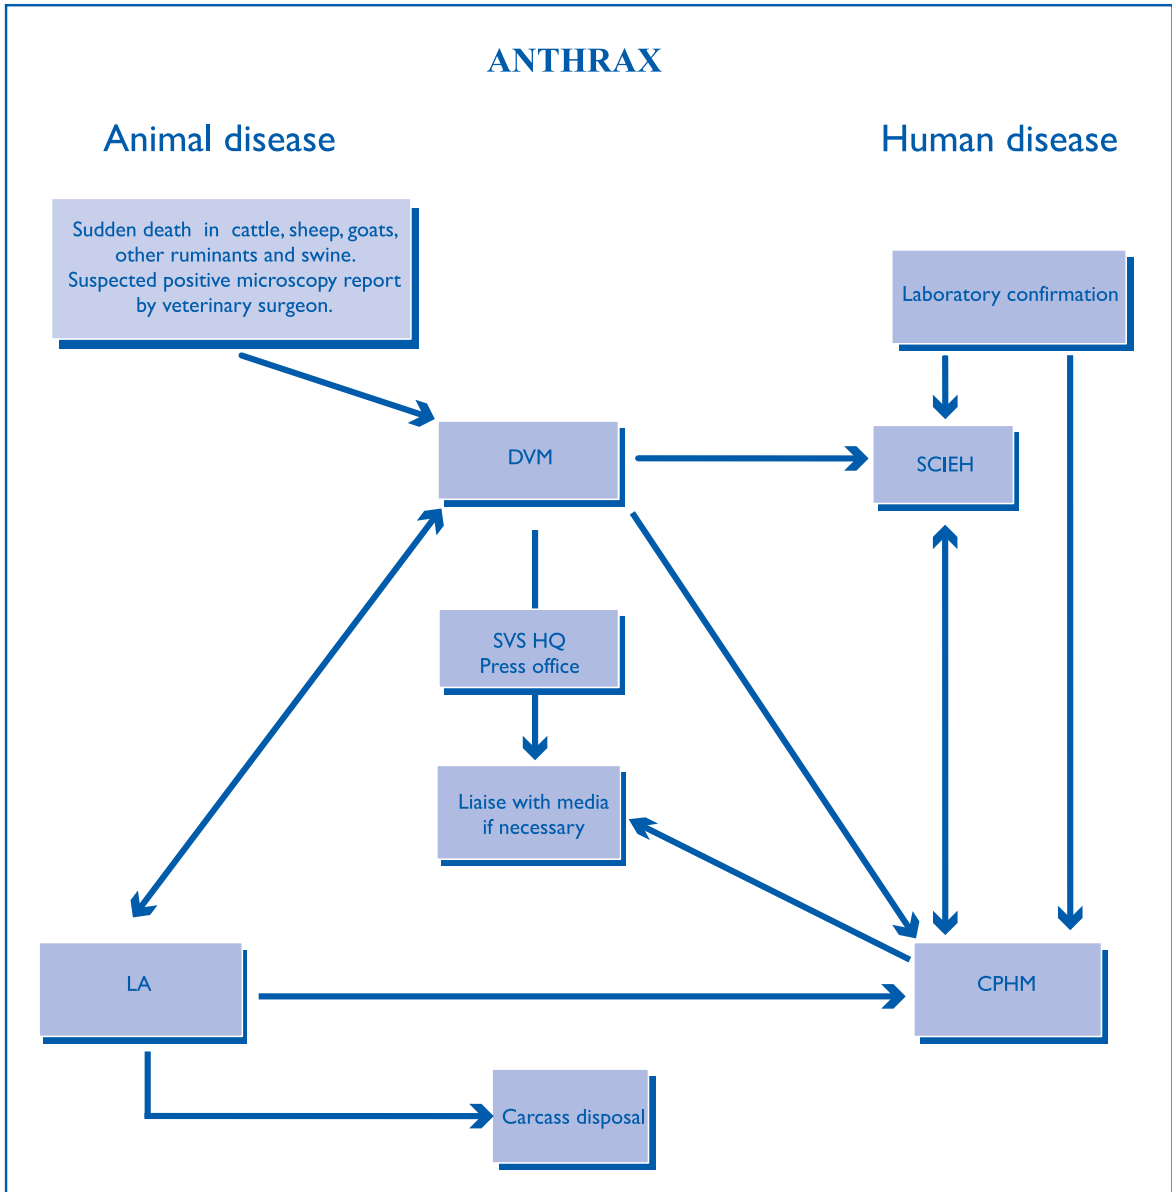 ANTHRAX
Animal disease
Human disease
Sudden death in cattle, sheep, goats,
other ruminants and swine.
Suspected positive microscopy report
by veterinary surgeon.
Laboratory confirmation
DVM
SCIEH
SVS HQ
Press office
Liaise with media
if necessary
LA
CPHM
Carcass disposal